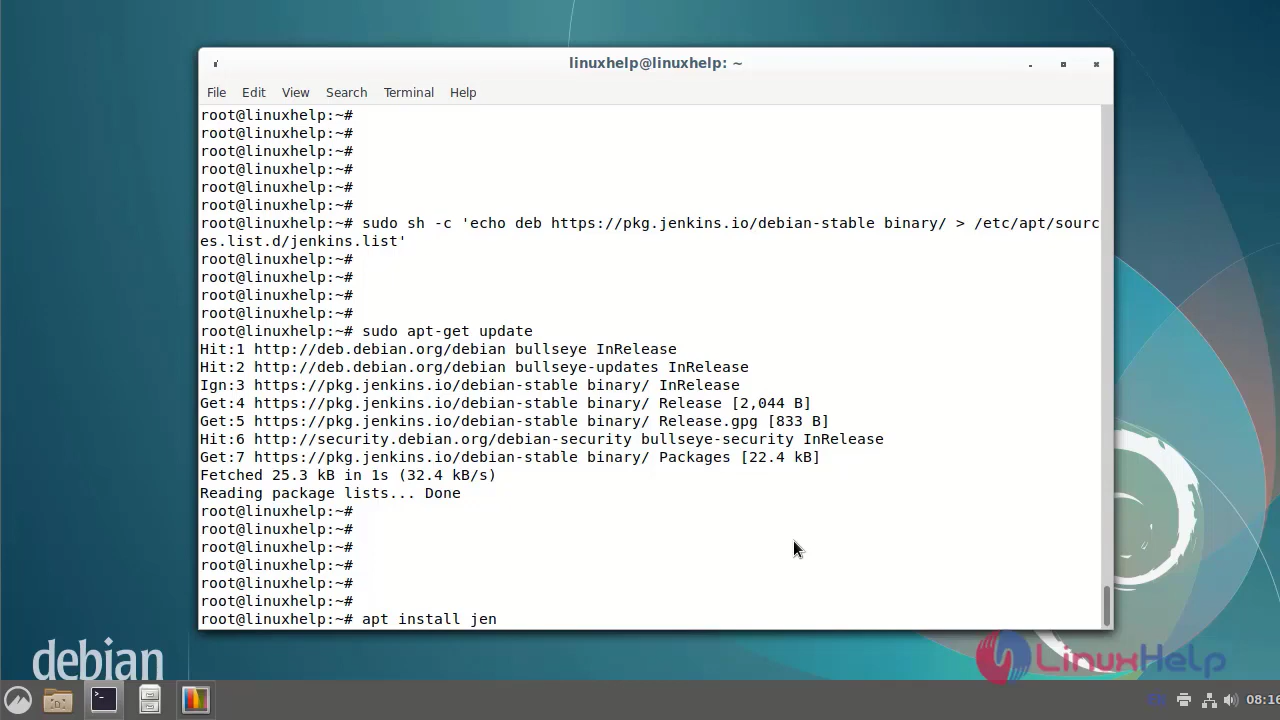 linuxhelp@linuxhelp: ~
File Edit View Search Terminal Help
root@linuxhelp:~#
root@linuxhelp:~#
root@linuxhelp:~#
root@linuxhelp:~#
root@linuxhelp:~#
root@linuxhelp:~#
root@linuxhelp:~# sudo sh -c 'echo deb https://pkg.jenkins.io/debian-stable binary/ > /etc/apt/sourc
es.list.d/jenkins.list'
root@linuxhelp:~#
root@linuxhelp:~#
root@linuxhelp:~#
root@linuxhelp:~#
root@linuxhelp:~# sudo apt-get update
Hit:1 http://deb.debian.org/debian bullseye InRelease
Hit:2 http://deb.debian.org/debian bullseye-updates InRelease
Ign:3 https://pkg.jenkins.io/debian-stable binary/ InRelease
Get:4 https://pkg.jenkins.io/debian-stable binary/ Release [2,044 B]
Get:5 https://pkg.jenkins.io/debian-stable binary/ Release.gpg [833 B]
Hit:6 http://security.debian.org/debian-security bullseye-security InRelease
Get:7 https://pkg.jenkins.io/debian-stable binary/ Packages [22.4 kB]
Fetched 25.3 kB in 1s (32.4 kB/s)
Reading package lists... Done
root@linuxhelp:~#
root@linuxhelp:~#
root@linuxhelp:~#
root@linuxhelp:~#
root@linuxhelp:~#
root@linuxhelp:~#
root@linuxhelp:~# apt install jen
debian
LinuxHelp
08:16